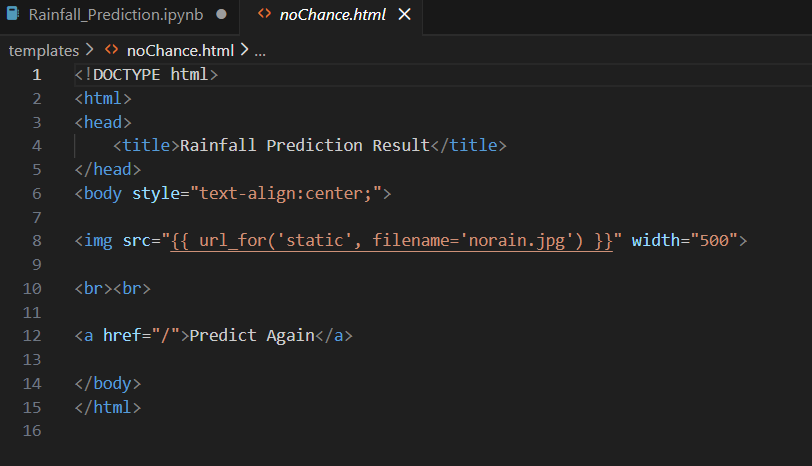 Rainfall_Prediction.ipynb ● <> noChance.html ×
templates > <> noChance.html > ...
1 <!DOCTYPE html>
2 <html>
3 <head>
4     <title>Rainfall Prediction Result</title>
5 </head>
6 <body style="text-align:center;">
7
8 <img src="{{ url_for('static', filename='norain.jpg') }}" width="500">
9
10 <br><br>
11
12 <a href="/">Predict Again</a>
13
14 </body>
15 </html>
16